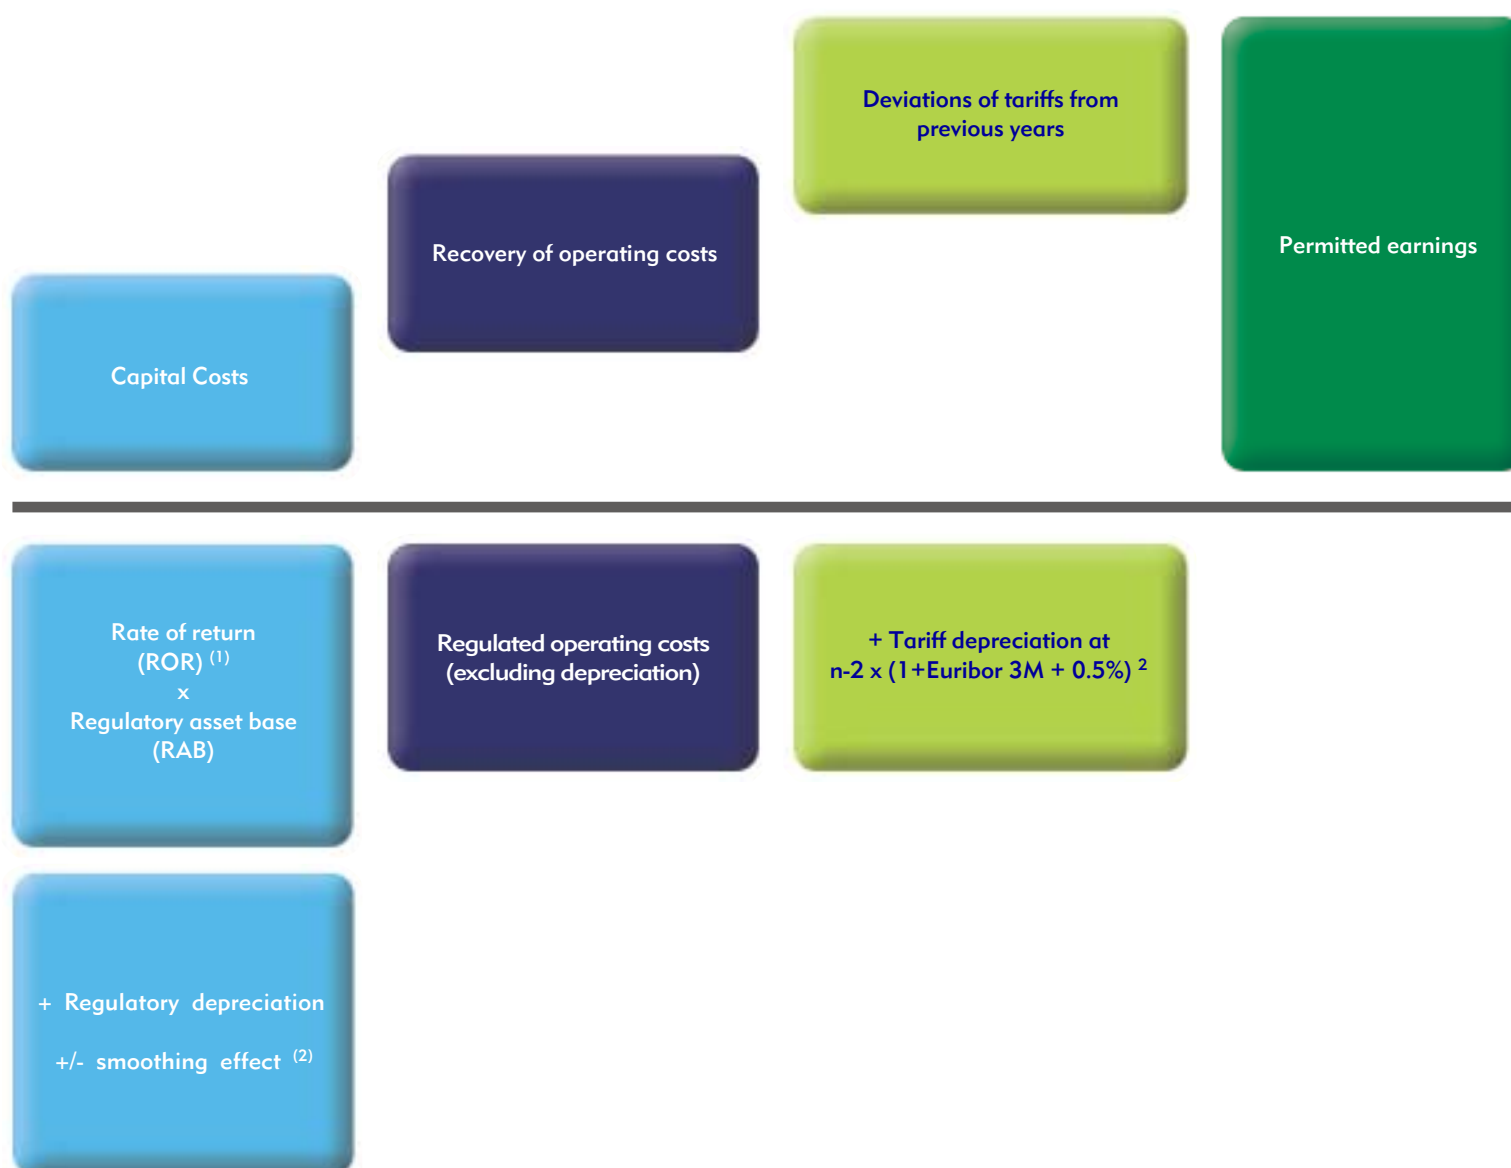 Deviations of tariffs from
previous years
Permitted earnings
Recovery of operating costs
Capital Costs
Rate of return
(ROR) (1)
x
Regulatory asset base
(RAB)
Regulated operating costs
(excluding depreciation)
+ Tariff depreciation at
n-2 x (1+Euribor 3M + 0.5%) 2
+ Regulatory depreciation
+/- smoothing effect (2)